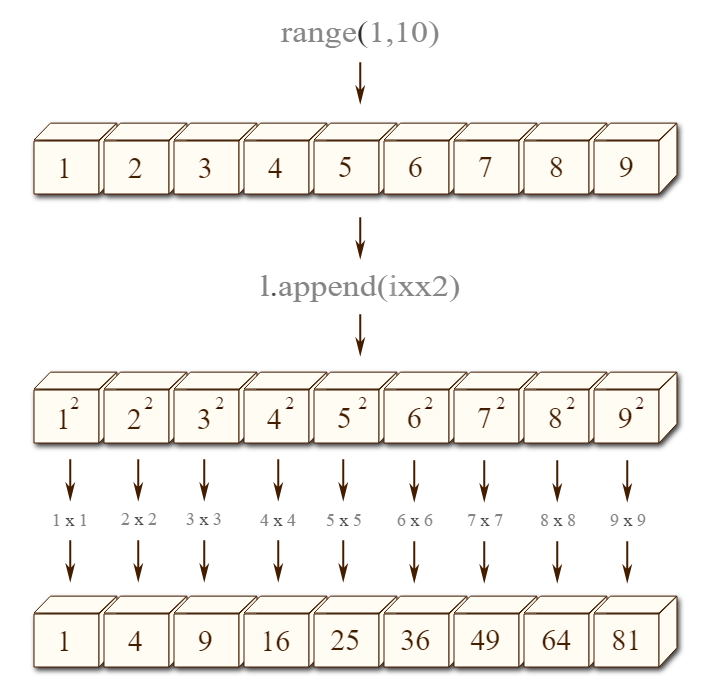 range(1,10)
1 2 3 4 5 6 7 8 9
l.append(ixx2)
1² 2² 3² 4² 5² 6² 7² 8² 9²
1 x 1 2 x 2 3 x 3 4 x 4 5 x 5 6 x 6 7 x 7 8 x 8 9 x 9
1 4 9 16 25 36 49 64 81